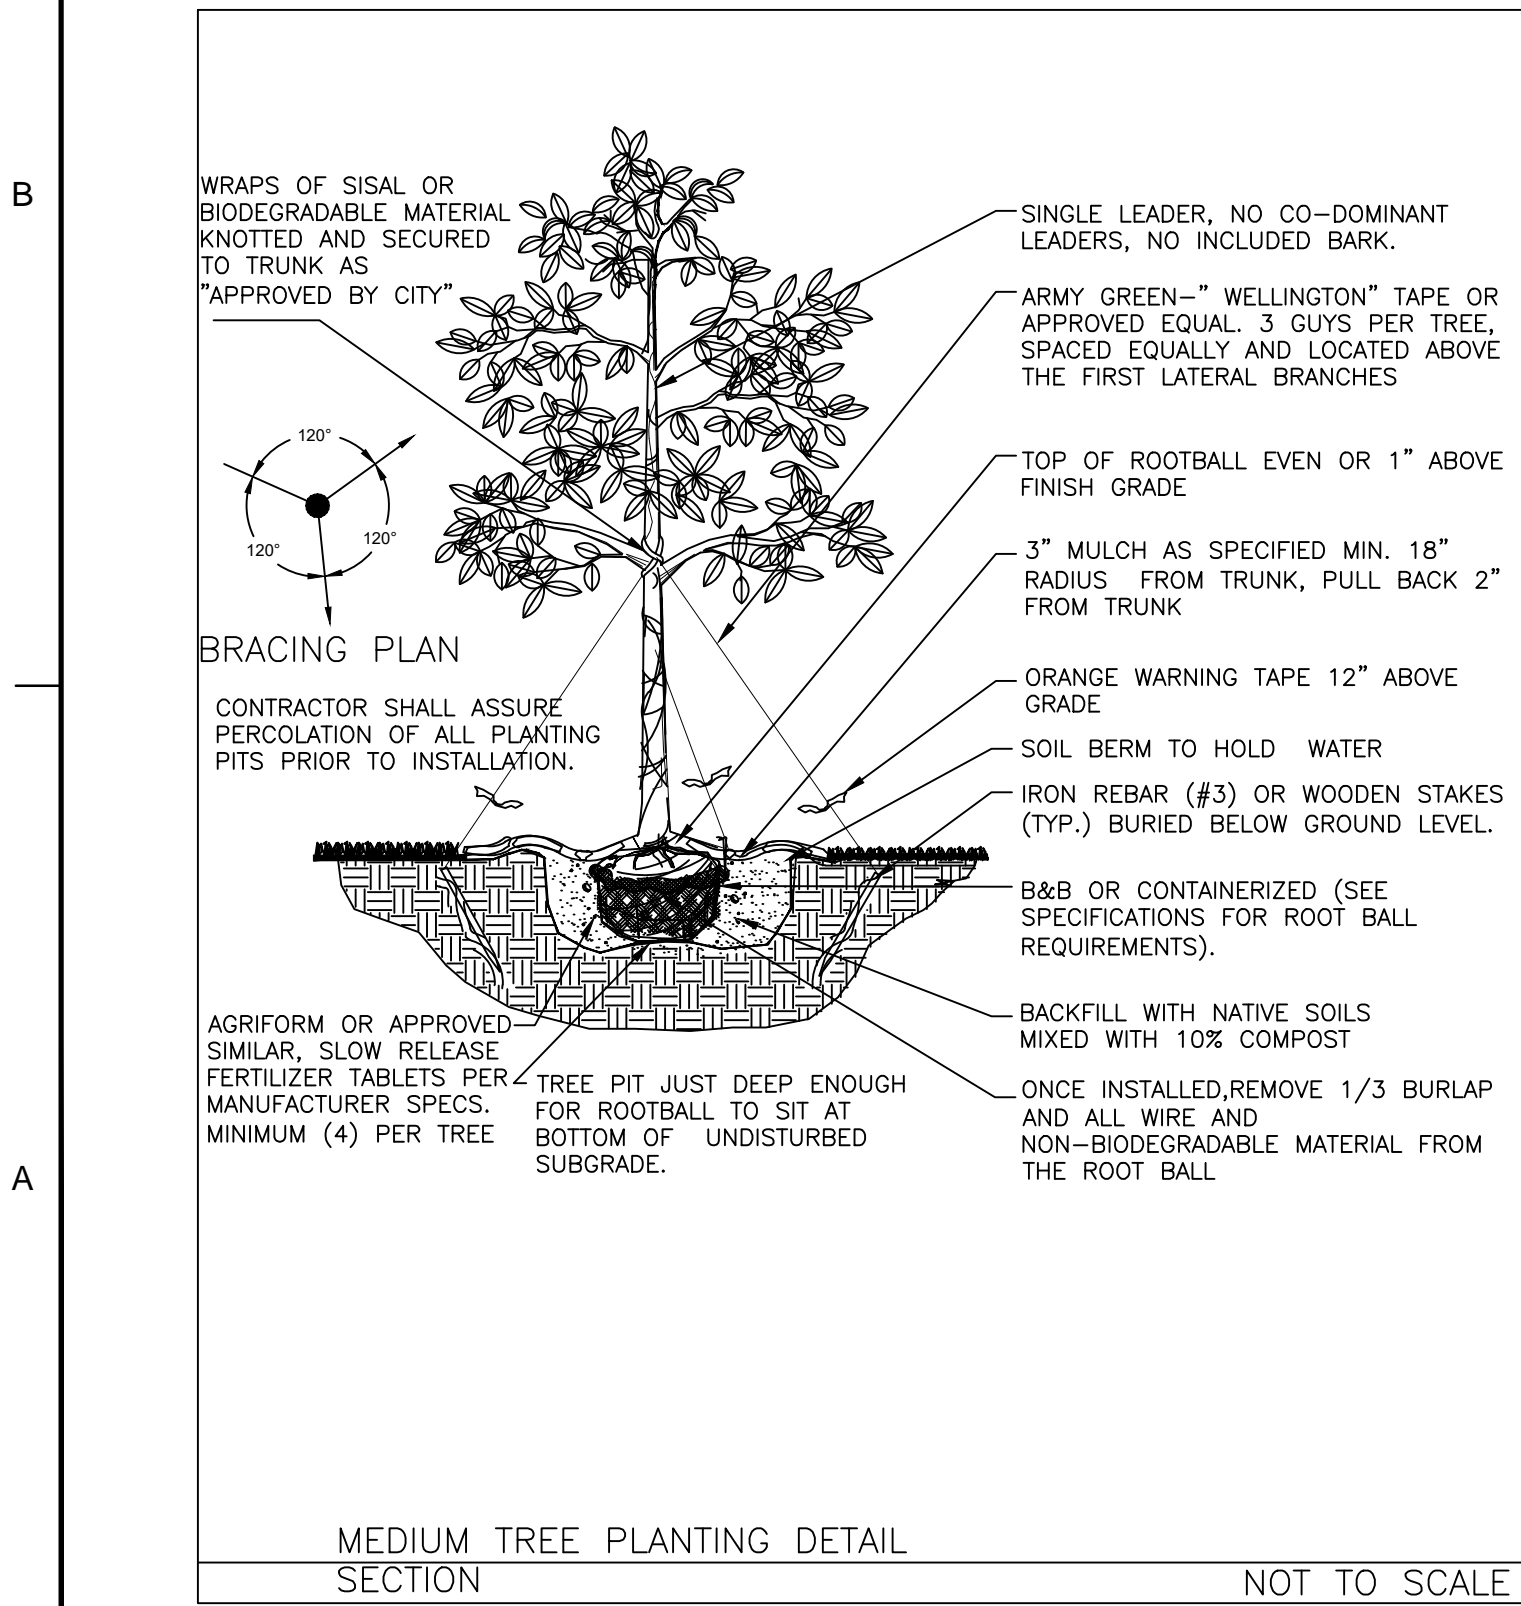 B
WRAPS OF SISAL OR
BIODEGRADABLE MATERIAL
KNOTTED AND SECURED
TO TRUNK AS
"APPROVED BY CITY"
120°
120°
120°
BRACING PLAN
CONTRACTOR SHALL ASSURE
PERCOLATION OF ALL PLANTING
PITS PRIOR TO INSTALLATION.
SINGLE LEADER, NO CO-DOMINANT
LEADERS, NO INCLUDED BARK.
ARMY GREEN-" WELLINGTON" TAPE OR
APPROVED EQUAL. 3 GUYS PER TREE,
SPACED EQUALLY AND LOCATED ABOVE
THE FIRST LATERAL BRANCHES
TOP OF ROOTBALL EVEN OR 1" ABOVE
FINISH GRADE
3" MULCH AS SPECIFIED MIN. 18"
RADIUS FROM TRUNK, PULL BACK 2"
FROM TRUNK
ORANGE WARNING TAPE 12" ABOVE
GRADE
SOIL BERM TO HOLD WATER
IRON REBAR (#3) OR WOODEN STAKES
(TYP.) BURIED BELOW GROUND LEVEL.
B&B OR CONTAINERIZED (SEE
SPECIFICATIONS FOR ROOT BALL
REQUIREMENTS).
BACKFILL WITH NATIVE SOILS
MIXED WITH 10% COMPOST
ONCE INSTALLED,REMOVE 1/3 BURLAP
AND ALL WIRE AND
NON-BIODEGRADABLE MATERIAL FROM
THE ROOT BALL
AGRIFORM OR APPROVED
SIMILAR, SLOW RELEASE
FERTILIZER TABLETS PER
MANUFACTURER SPECS.
MINIMUM (4) PER TREE
TREE PIT JUST DEEP ENOUGH
FOR ROOTBALL TO SIT AT
BOTTOM OF UNDISTURBED
SUBGRADE.
A
MEDIUM TREE PLANTING DETAIL
SECTION
NOT TO SCALE